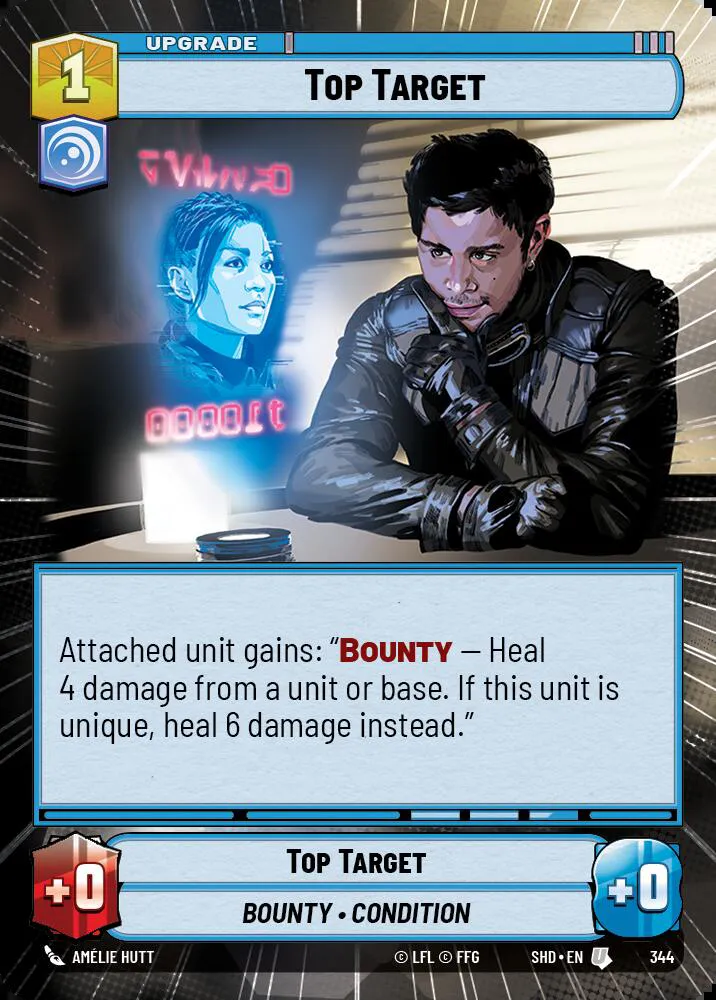 UPGRADE
1
TOP TARGET
Attached unit gains: “BOUNTY – Heal
4 damage from a unit or base. If this unit is
unique, heal 6 damage instead.”
+0
TOP TARGET
+0
BOUNTY • CONDITION
AMÉLIE HUTT
© LFL © FFG
SHD • EN
U
344